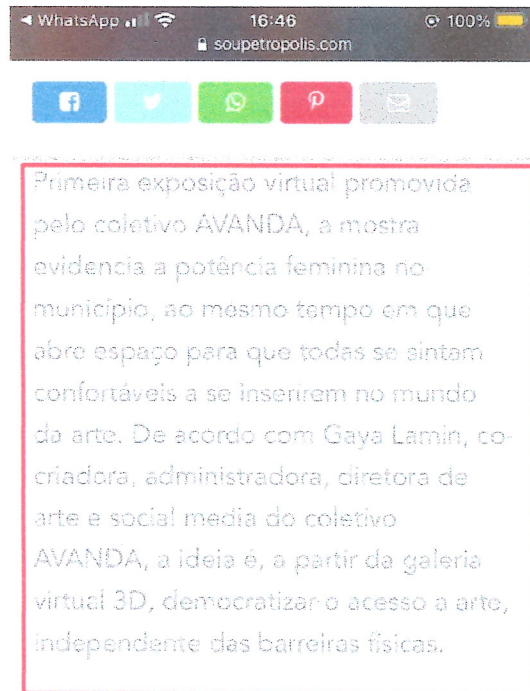 WhatsApp 16:46 100%
soupetropolis.com
Primeira exposição virtual promovida
pelo coletivo AVANDA, a mostra
evidencia a potência feminina no
município, ao mesmo tempo em que
abre espaço para que todas se sintam
confortáveis a se inserirem no mundo
da arte. De acordo com Gaya Lamin, co-
criadora, administradora, diretora de
arte e social media do coletivo
AVANDA, a ideia é, a partir da galeria
virtual 3D, democratizar o acesso a arte,
independente das barreiras físicas.